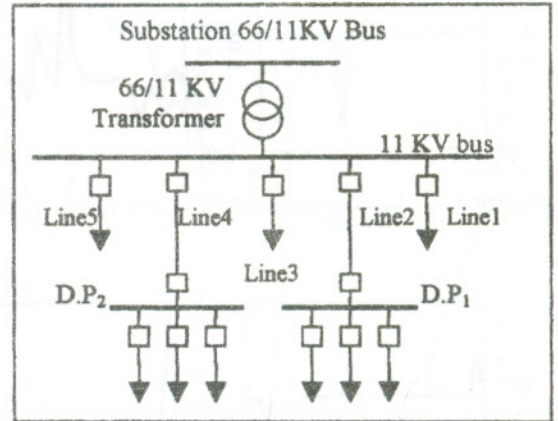 Substation 66/11KV Bus
66/11 KV
Transformer
11 KV bus
Line5
Line4
Line2
Line1
Line3
D.P2
D.P1